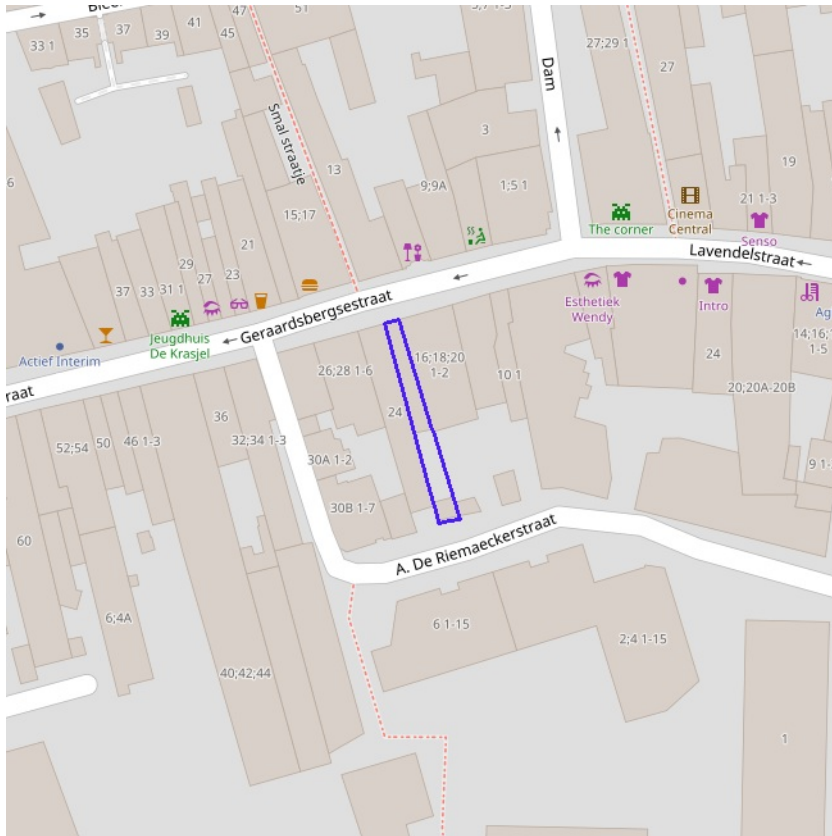 47
51
5,7 1-3
33 1
35
37
39
41
45
Dam
27;29 1
27
Smal straatje
3
6
13
9;9A
1;5 1
19
15;17
Cinema
Central
21 1-3
The corner
Senso
21
29
27
23
37
33
31 1
Lavendelstraat
Geraardsbergsestraat
Esthetiek
Wendy
Intro
Jeugdhuis
De Krasjel
Actief Interim
24
20;20A-20B
16;18;20
1-2
10 1
26;28 1-6
24
36
32;34 1-3
52;54
50
46 1-3
30A 1-2
30B 1-7
60
A. De Riemaeckerstraat
6;4A
6 1-15
2;4 1-15
40;42;44
1